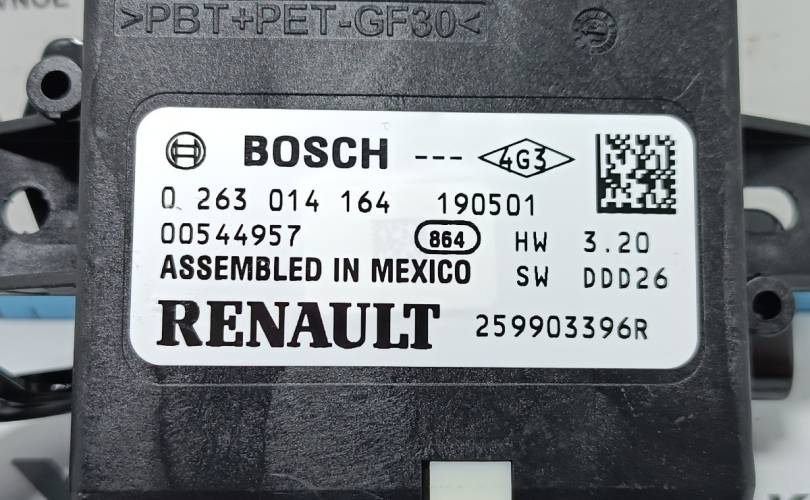 >PBT+PET-GF30<
BOSCH --- 4G3
0 263 014 164 190501
00544957 864 HW 3.20
ASSEMBLED IN MEXICO SW DDD26
RENAULT 259903396R